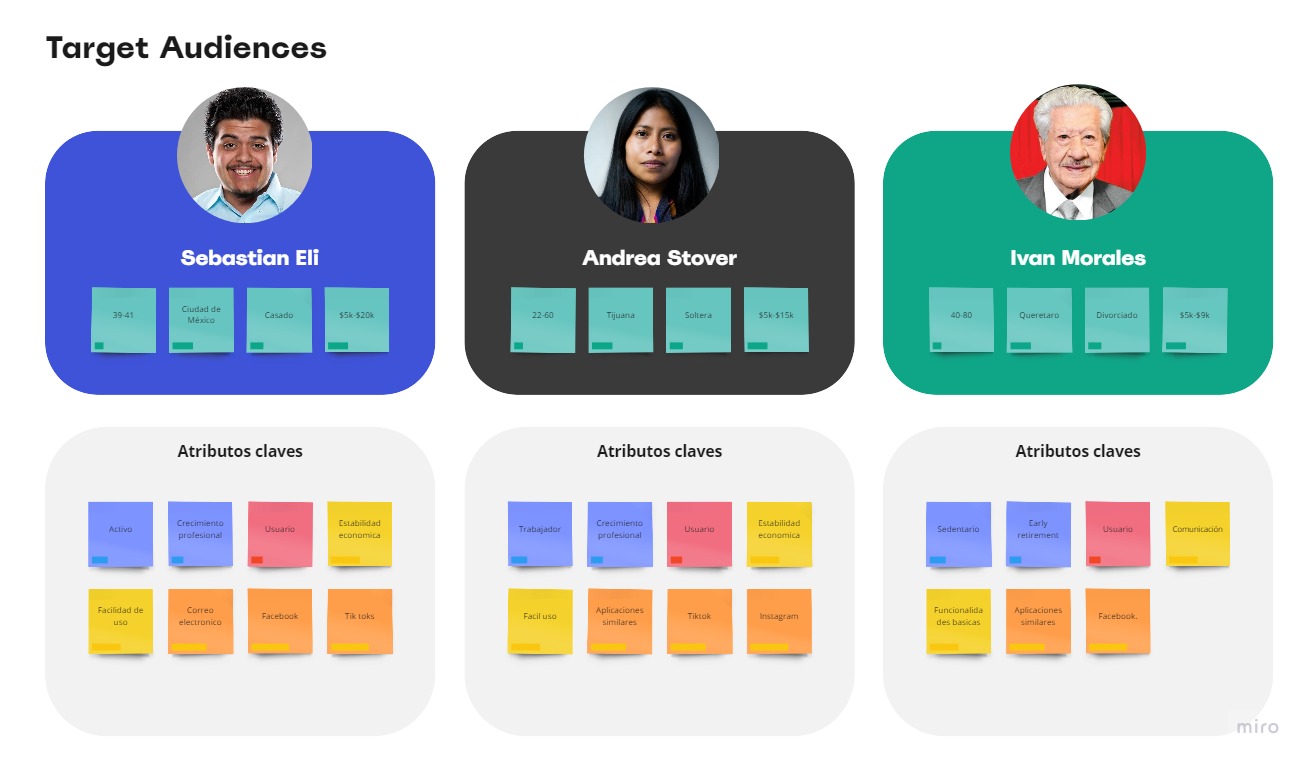 Target Audiences
Sebastian Eli
39-41
Ciudad de
México
Casado
$5k-$20k
Andrea Stover
22-60
Tijuana
Soltera
$5k-$15k
Ivan Morales
40-80
Queretaro
Divorciado
$5k-$9k
Atributos claves
Activo
Crecimiento
profesional
Usuario
Estabilidad
economica
Facilidad de
uso
Correo
electronico
Facebook
Tik toks
Atributos claves
Trabajador
Crecimiento
profesional
Usuario
Estabilidad
economica
Facil uso
Aplicaciones
similares
Tiktok
Instagram
Atributos claves
Sedentario
Early
retirement
Usuario
Comunicación
Funcionalida
des basicas
Aplicaciones
similares
Facebook.
miro